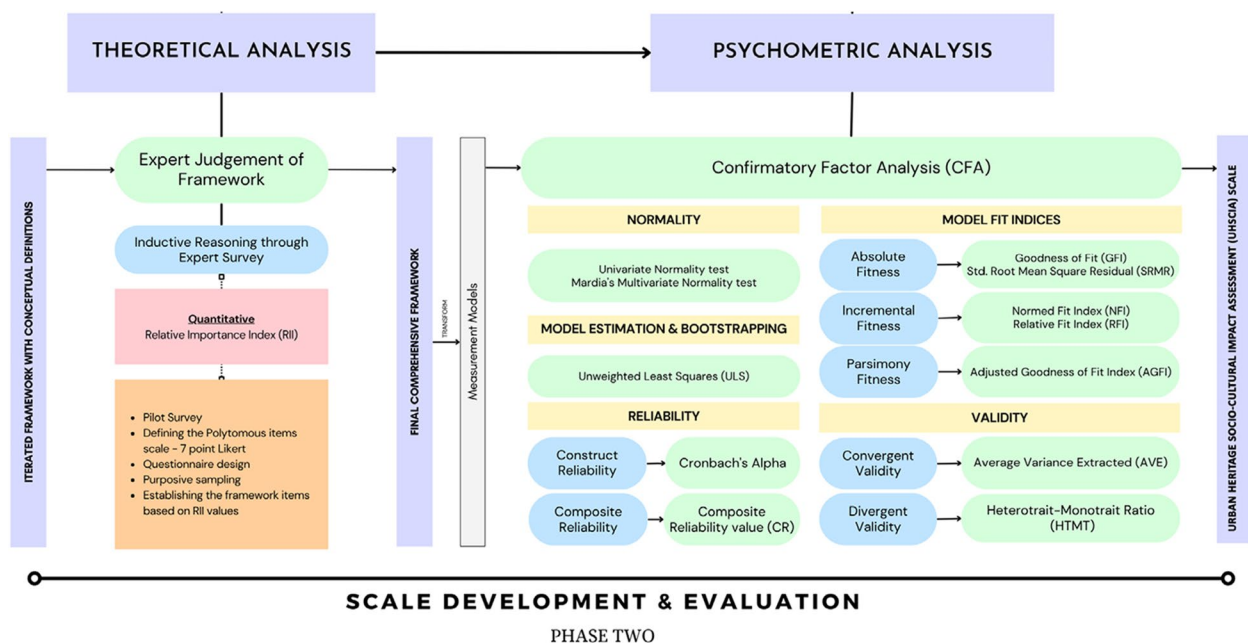 THEORETICAL ANALYSIS
PSYCHOMETRIC ANALYSIS
ITERATED FRAMEWORK WITH CONCEPTUAL DEFINITIONS
Expert Judgement of
Framework
Inductive Reasoning through
Expert Survey
Quantitative
Relative Importance Index (RII)
• Pilot Survey
• Defining the Polytomous items
scale - 7 point Likert
• Questionnaire design
• Purposive sampling
• Establishing the framework items
based on RII values
FINAL COMPREHENSIVE FRAMEWORK
TRANSFORM
Measurement Models
Confirmatory Factor Analysis (CFA)
NORMALITY
Univariate Normality test
Mardia's Multivariate Normality test
MODEL ESTIMATION & BOOTSTRAPPING
Unweighted Least Squares (ULS)
RELIABILITY
Construct
Reliability
Cronbach's Alpha
Composite
Reliability
Composite
Reliability value (CR)
MODEL FIT INDICES
Absolute
Fitness
Goodness of Fit (GFI)
Std. Root Mean Square Residual (SRMR)
Incremental
Fitness
Normed Fit Index (NFI)
Relative Fit Index (RFI)
Parsimony
Fitness
Adjusted Goodness of Fit Index (AGFI)
VALIDITY
Convergent
Validity
Average Variance Extracted (AVE)
Divergent
Validity
Heterotrait-Monotrait Ratio
(HTMT)
URBAN HERITAGE SOCIO-CULTURAL IMPACT ASSESSMENT (UHSCIA) SCALE
SCALE DEVELOPMENT & EVALUATION
PHASE TWO